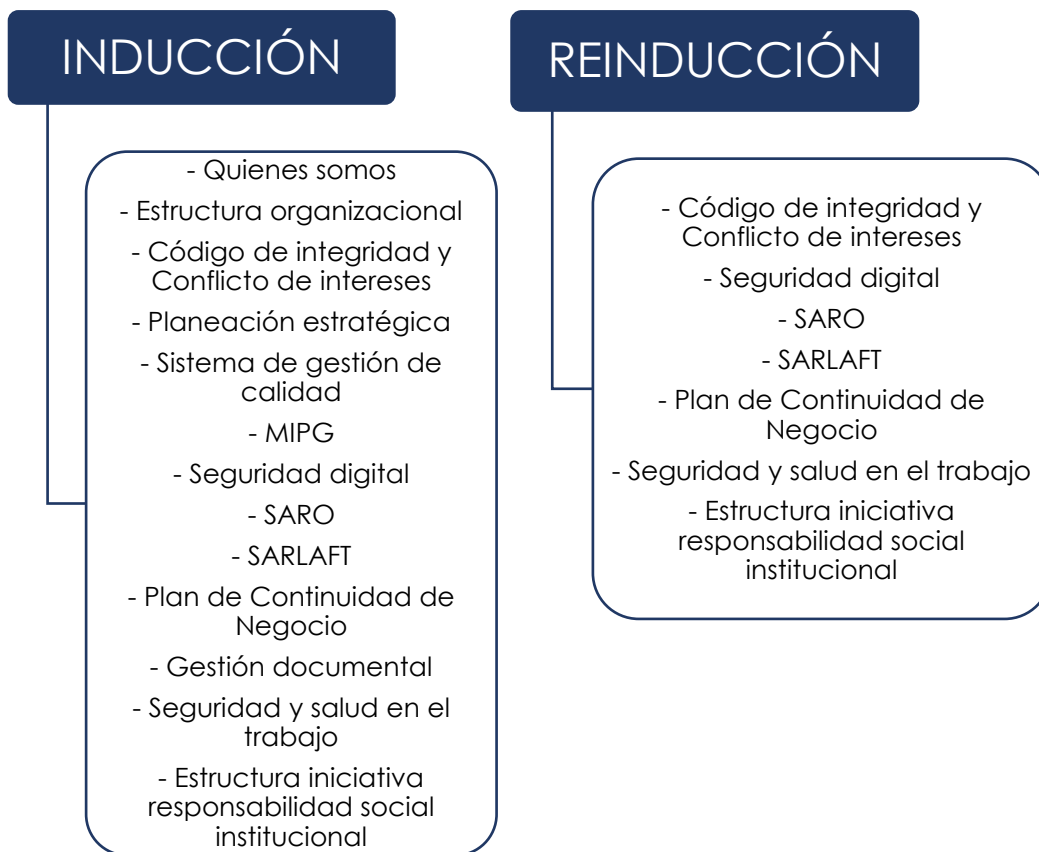 INDUCCIÓN
- Quienes somos
- Estructura organizacional
- Código de integridad y
Conflicto de intereses
- Planeación estratégica
- Sistema de gestión de
calidad
- MIPG
- Seguridad digital
- SARO
- SARLAFT
- Plan de Continuidad de
Negocio
- Gestión documental
- Seguridad y salud en el
trabajo
- Estructura iniciativa
responsabilidad social
institucional
REINDUCCIÓN
- Código de integridad y
Conflicto de intereses
- Seguridad digital
- SARO
- SARLAFT
- Plan de Continuidad de
Negocio
- Seguridad y salud en el trabajo
- Estructura iniciativa
responsabilidad social
institucional